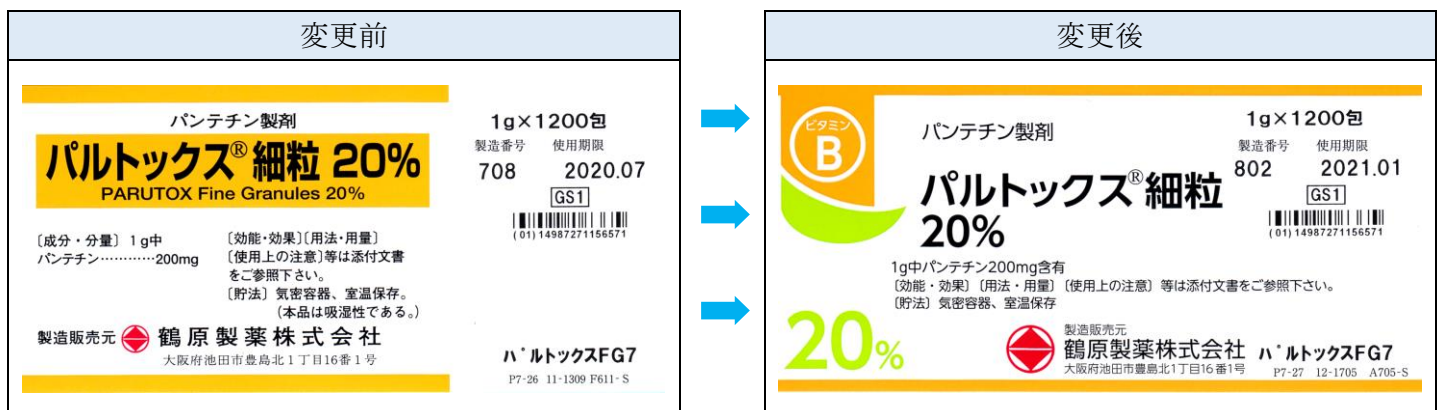 変更前
パンテチン製剤
パルトックス®細粒 20%
PARUTOX Fine Granules 20%
〔成分・分量〕1g中
パンテチン…………200mg
〔効能・効果〕〔用法・用量〕
〔使用上の注意〕等は添付文書
をご参照下さい。
〔貯法〕気密容器、室温保存。
(本品は吸湿性である。)
製造販売元 鶴原製薬株式会社
大阪府池田市豊島北1丁目16番1号
1g×1200包
製造番号 使用期限
708 2020.07
GS1
(01)14987271156571
パルトックスFG7
P7-26 11-1309 F611-S
変更後
ビタミン
B
パンテチン製剤
パルトックス®細粒
20%
1g中パンテチン200mg含有
〔効能・効果〕〔用法・用量〕〔使用上の注意〕等は添付文書をご参照下さい。
〔貯法〕気密容器、室温保存
20%
製造販売元
鶴原製薬株式会社
大阪府池田市豊島北1丁目16番1号
1g×1200包
製造番号 使用期限
802 2021.01
GS1
(01)14987271156571
パルトックスFG7
P7-27 12-1705 A705-S